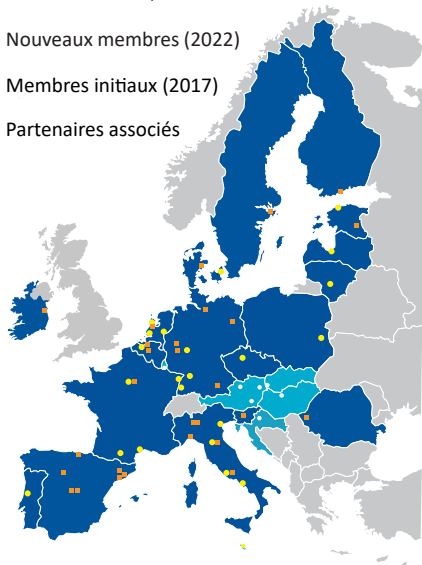 Nouveaux membres (2022)
Membres initiaux (2017)
Partenaires associés